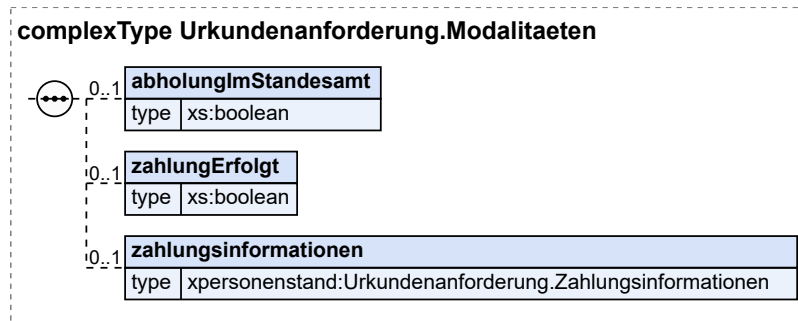 complexType Urkundenanforderung.Modalitaeten
0..1 abholungImStandesamt
type xs:boolean
0..1 zahlungErfolgt
type xs:boolean
0..1 zahlungsinformationen
type xpersonenstand:Urkundenanforderung.Zahlungsinformationen